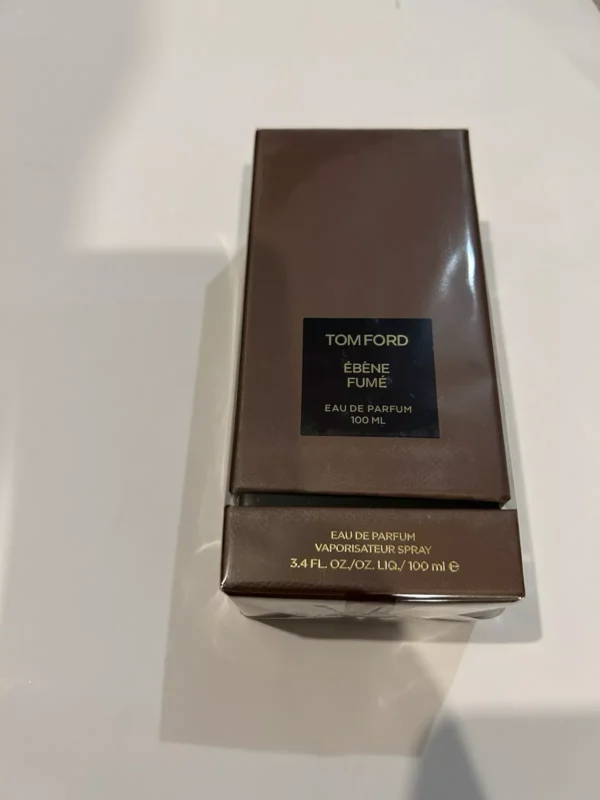 TOM FORD
ÉBÈNE
FUMÉ
EAU DE PARFUM
100 ML
EAU DE PARFUM
VAPORISATEUR SPRAY
3.4 FL. OZ./OZ. LIQ./ 100 ml ℮